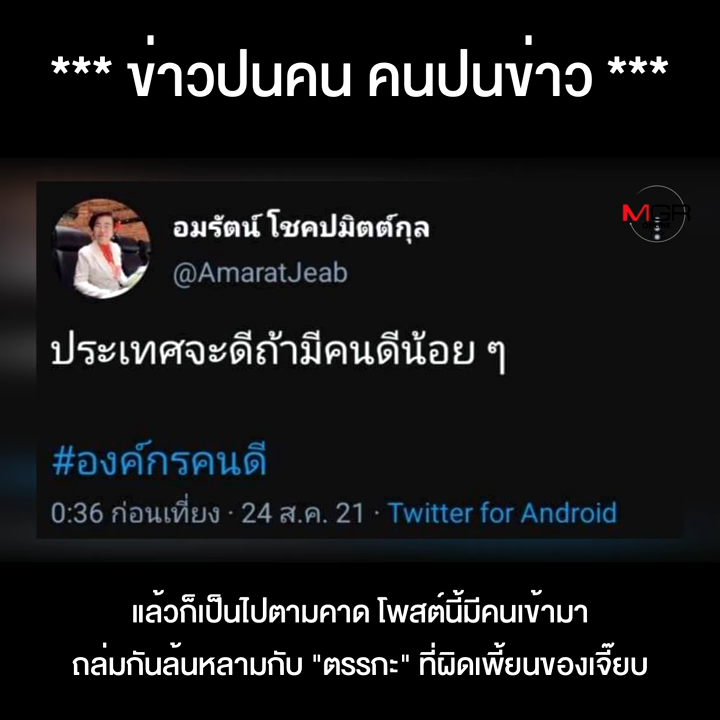 *** ข่าวปนคน คนปนข่าว ***
MGR
อมรัตน์ โชคปมิตต์กุล
@AmaratJeab
ประเทศจะดีถ้ามีคนดีน้อย ๆ
#องค์กรคนดี
0:36 ก่อนเที่ยง · 24 ส.ค. 21 · Twitter for Android
แล้วก็เป็นไปตามคาด โพสต์นี้มีคนเข้ามา
ถล่มกันล้นหลามกับ "ตรรกะ" ที่ผิดเพี้ยนของเจี๊ยบ